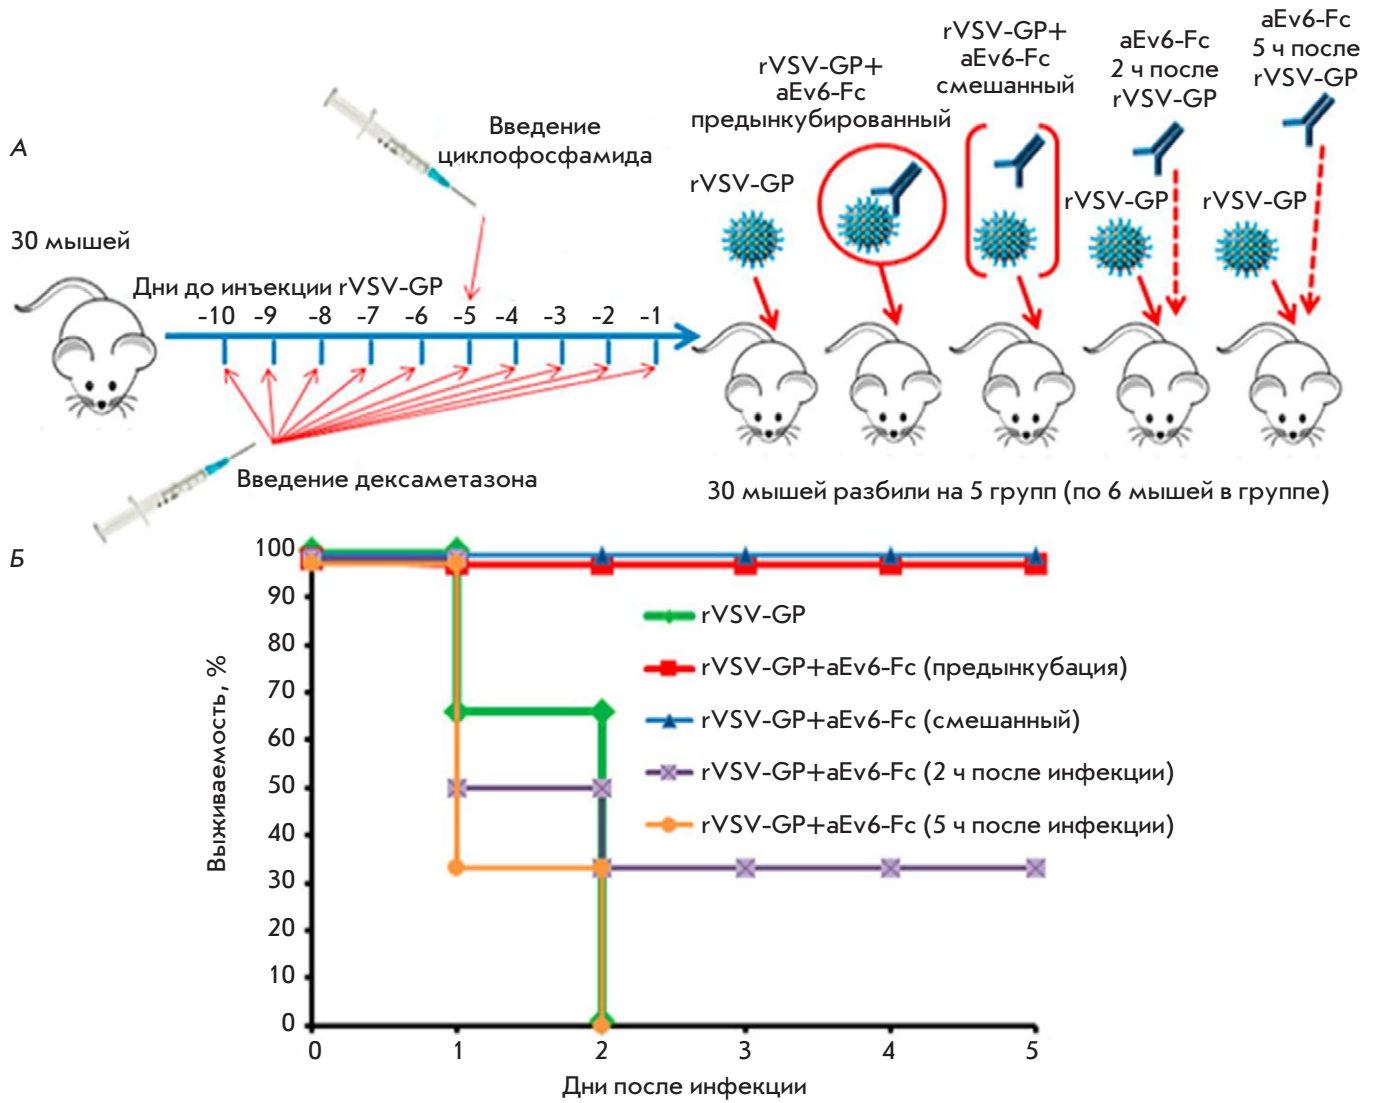 А
30 мышей
Введение
циклофосфамида
Дни до инъекции rVSV-GP
-10 -9 -8 -7 -6 -5 -4 -3 -2 -1
Введение дексаметазона
rVSV-GP
rVSV-GP+
aEv6-Fc
предынкубированный
rVSV-GP+
aEv6-Fc
смешанный
aEv6-Fc
2 ч после
rVSV-GP
rVSV-GP
aEv6-Fc
5 ч после
rVSV-GP
rVSV-GP
30 мышей разбили на 5 групп (по 6 мышей в группе)
Б
Выживаемость, %
100
90
80
70
60
50
40
30
20
10
0
rVSV-GP
rVSV-GP+aEv6-Fc (предынкубация)
rVSV-GP+aEv6-Fc (смешанный)
rVSV-GP+aEv6-Fc (2 ч после инфекции)
rVSV-GP+aEv6-Fc (5 ч после инфекции)
0 1 2 3 4 5
Дни после инфекции